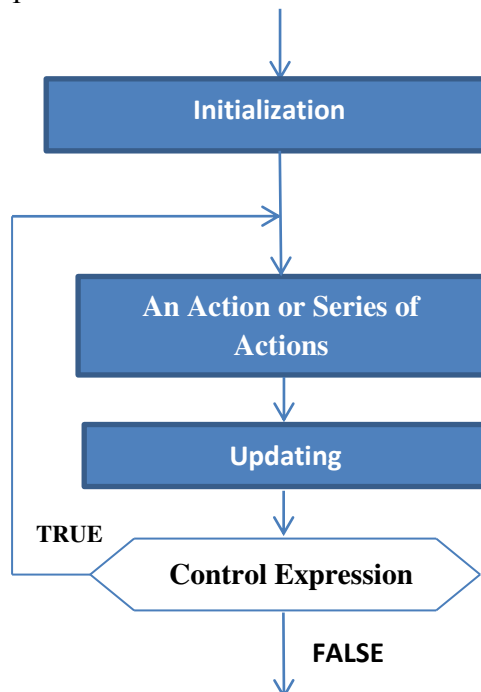 Initialization
An Action or Series of
Actions
Updating
TRUE
Control Expression
FALSE